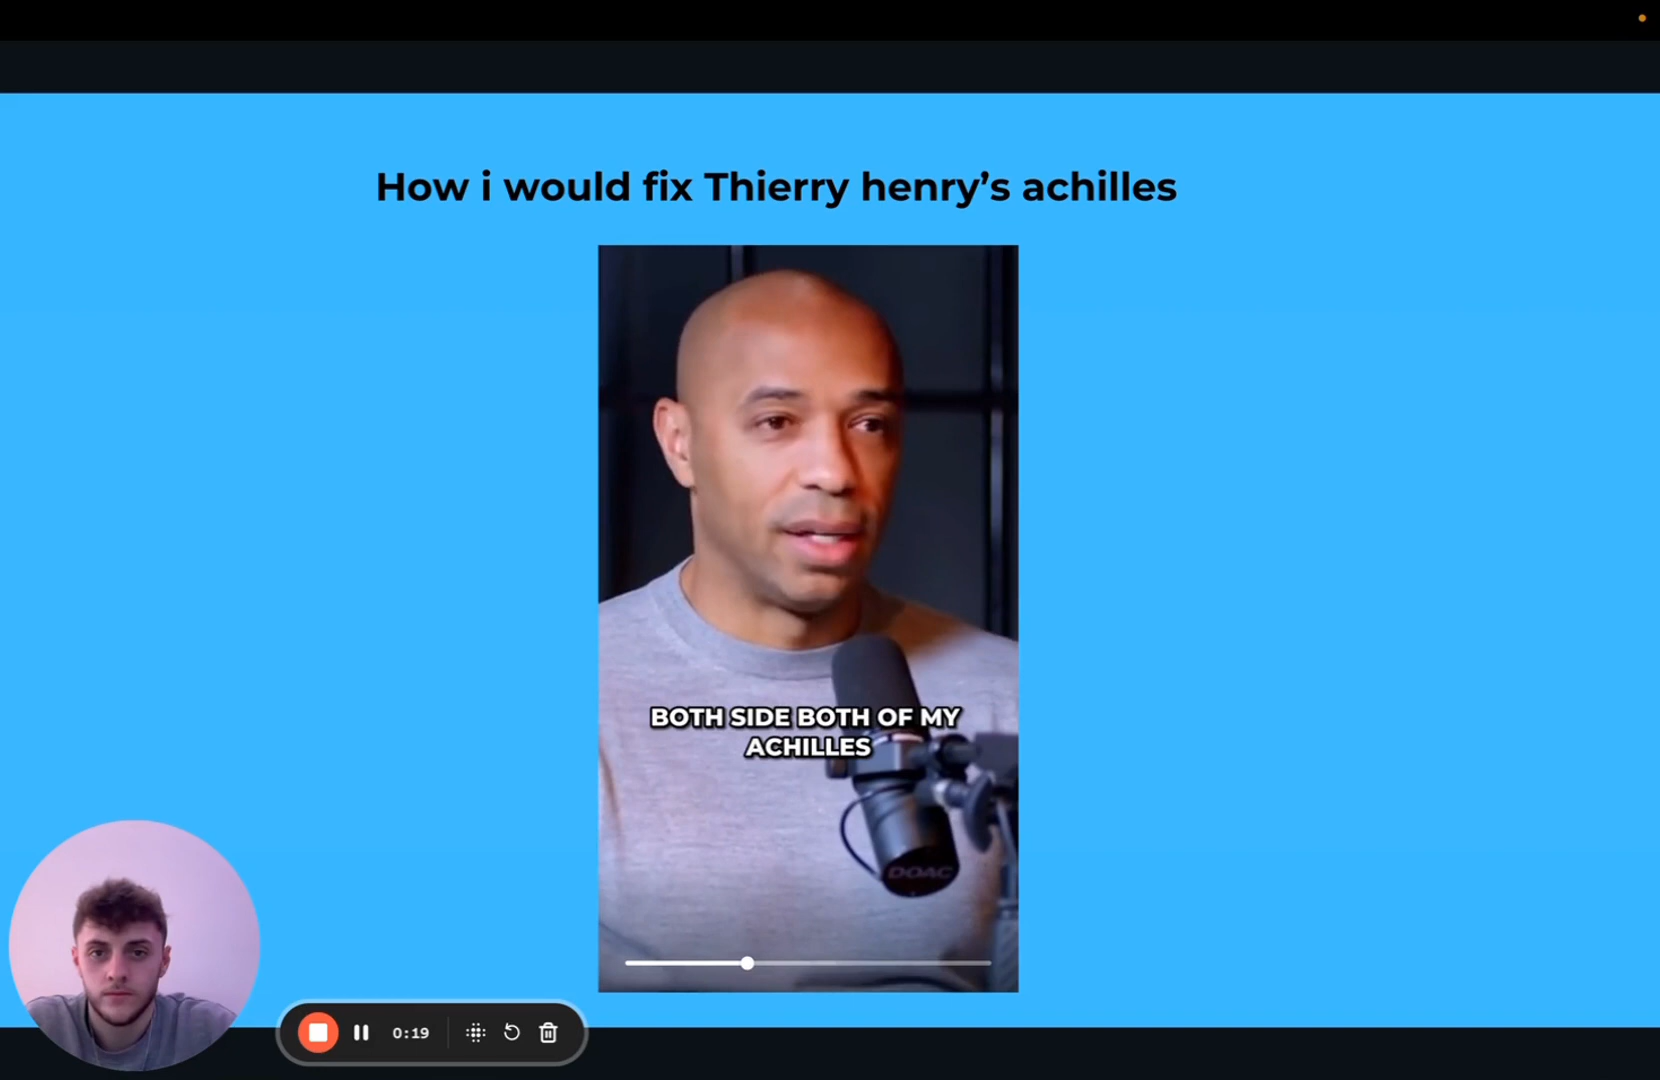 How i would fix Thierry henry’s achilles
BOTH SIDE BOTH OF MY
ACHILLES
DOAC
0:19